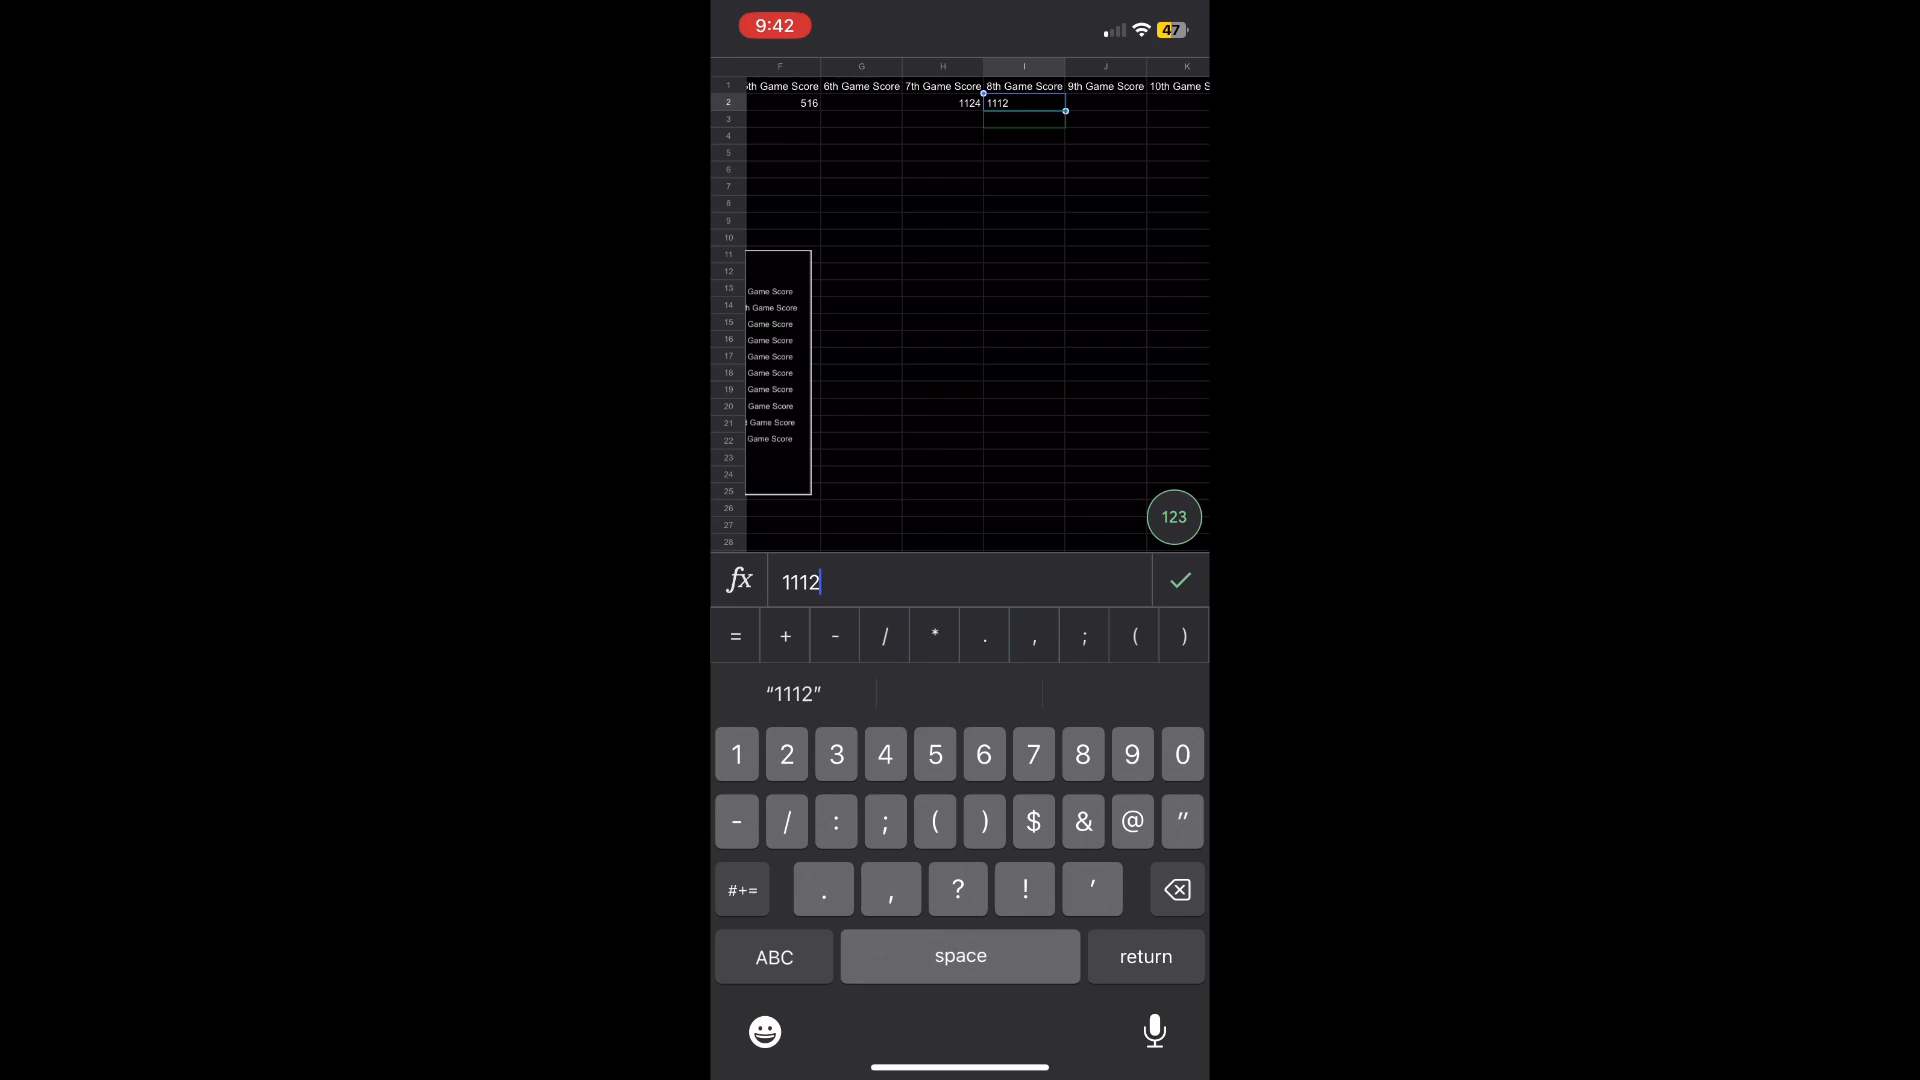 9:42
47
F G H I J K
1 5th Game Score 6th Game Score 7th Game Score 8th Game Score 9th Game Score 10th Game S
2 516 1124 1112
3
4
5
6
7
8
9
10
11
12
13 Game Score
14 h Game Score
15 Game Score
16 Game Score
17 Game Score
18 Game Score
19 Game Score
20 Game Score
21 d Game Score
22 Game Score
23
24
25
26
27
28
123
fx 1112
= + - / * . , ; ( )
“1112”
1 2 3 4 5 6 7 8 9 0
- / : ; ( ) $ & @ "
#+= . , ? ! '
ABC space return